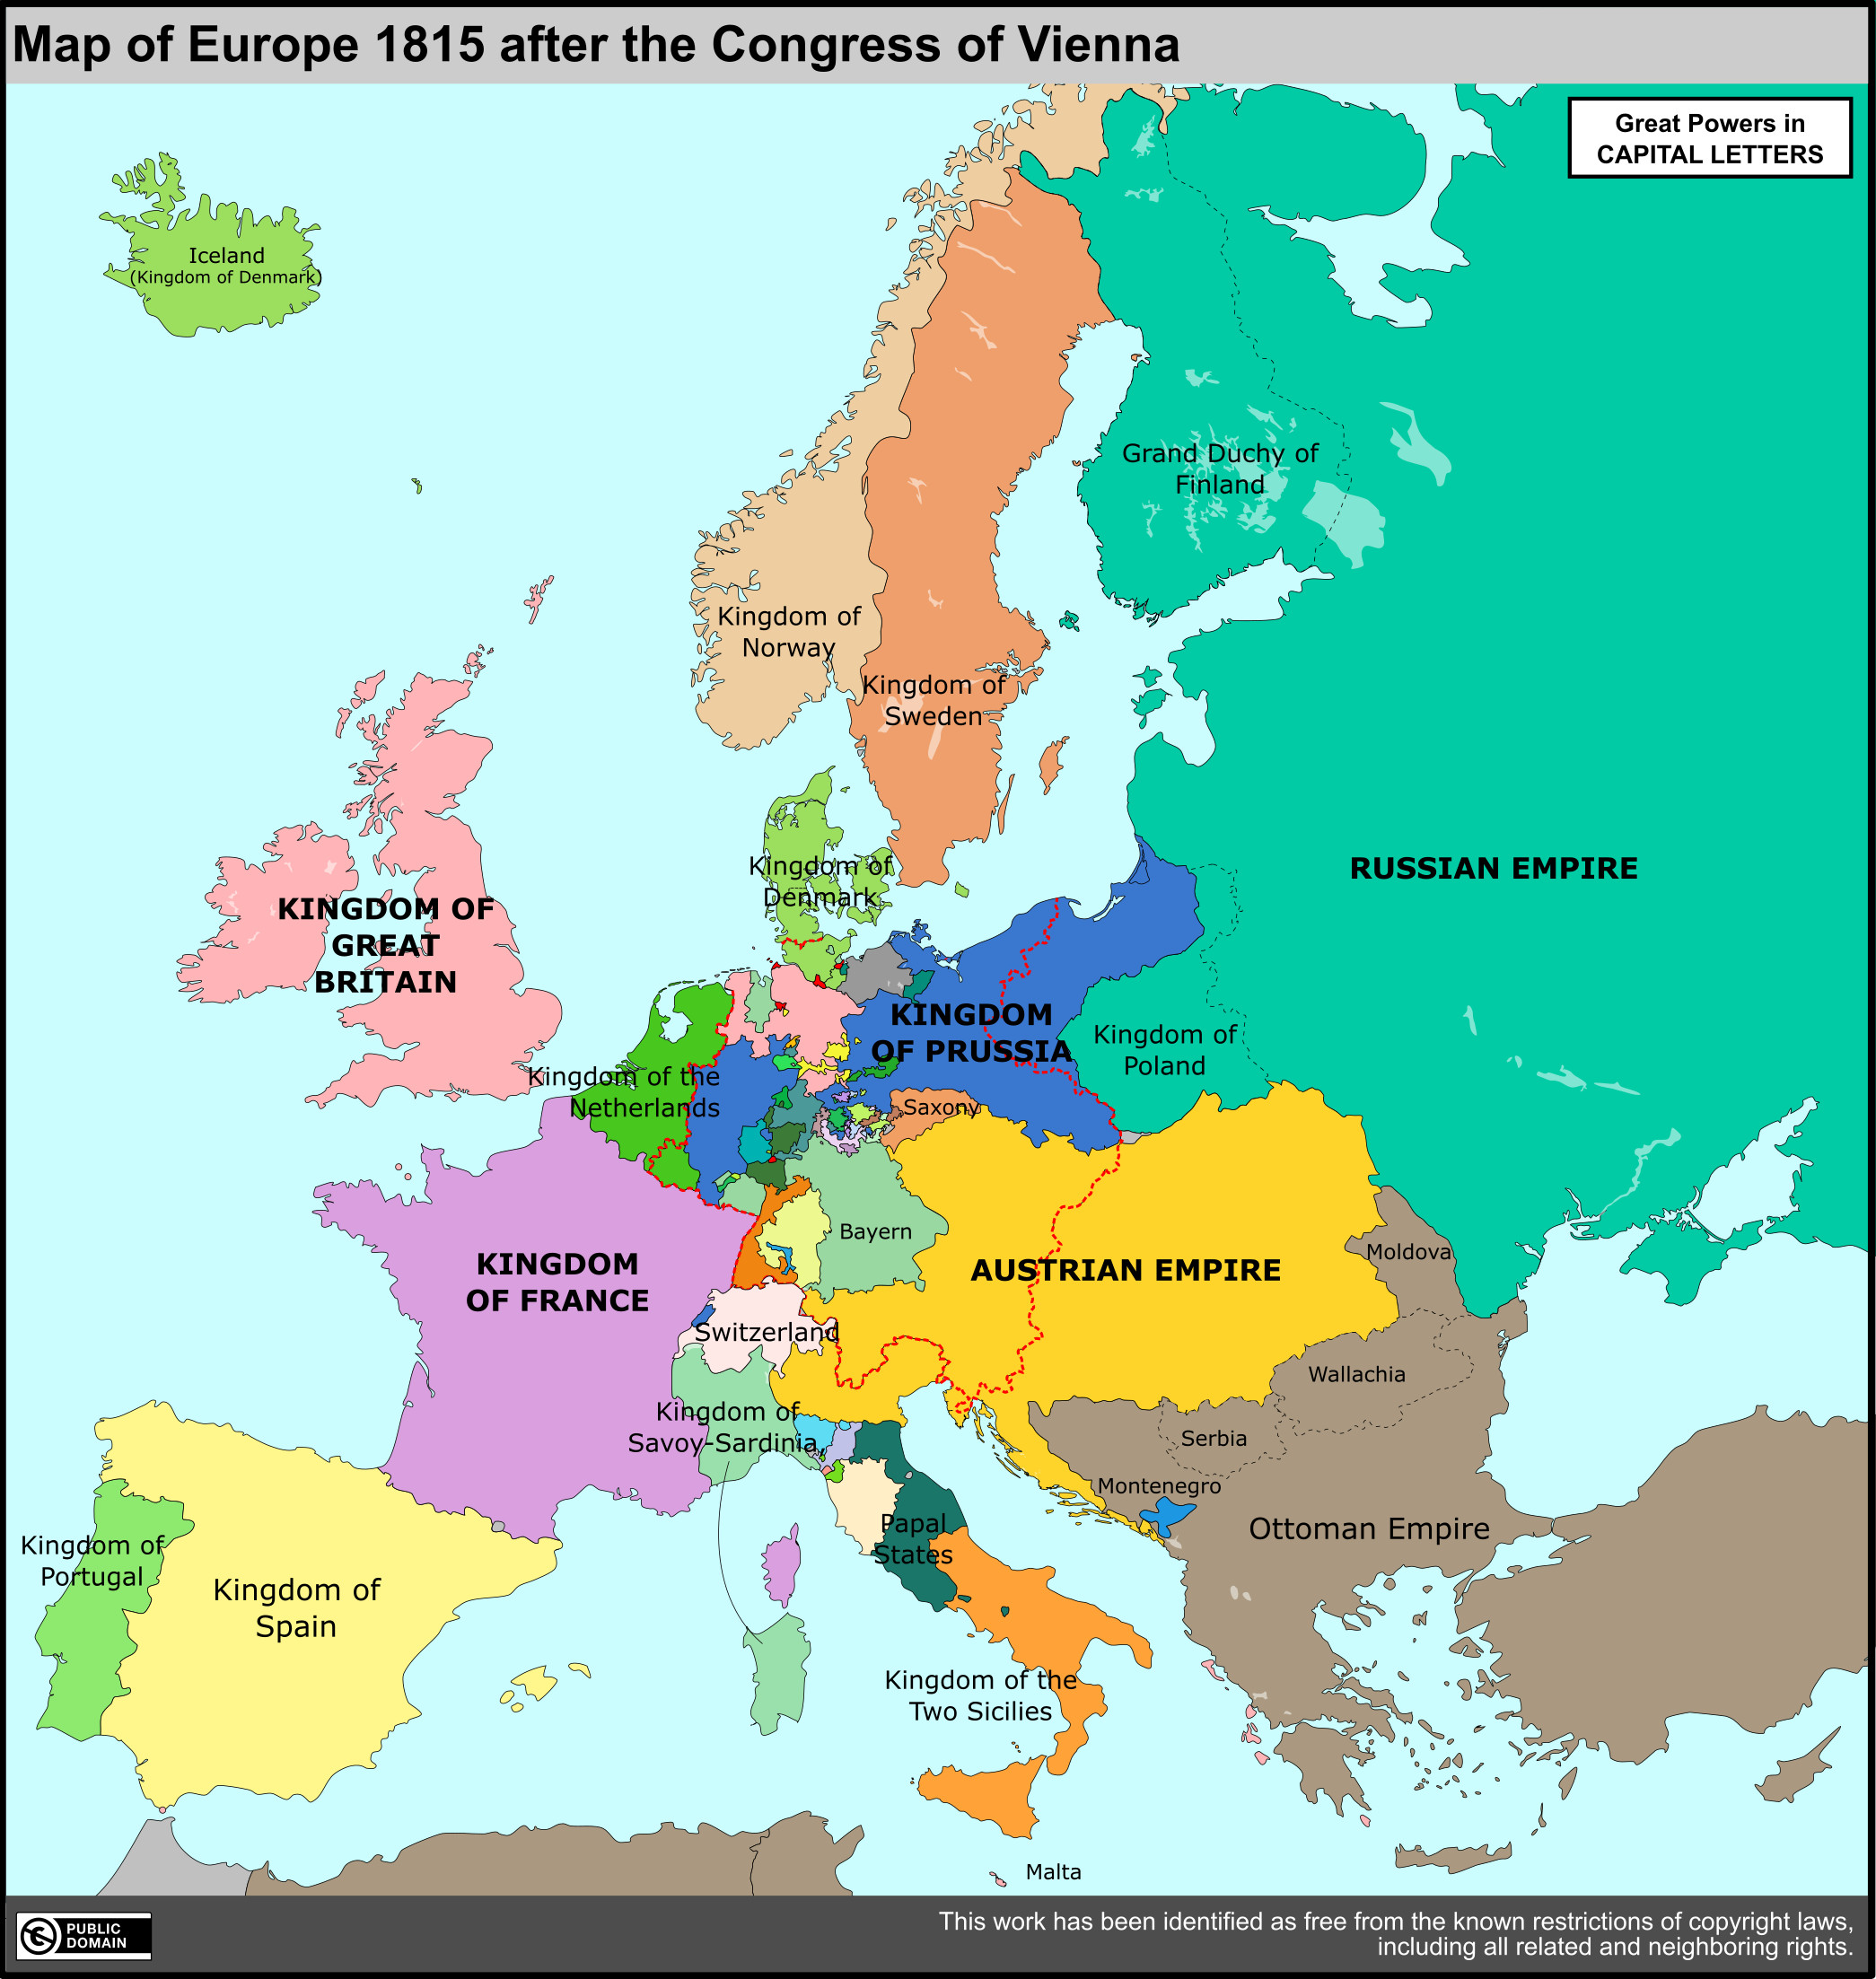 Map of Europe 1815 after the Congress of Vienna
Great Powers in
CAPITAL LETTERS
Iceland
(Kingdom of Denmark)
Grand Duchy of
Finland
Kingdom of
Norway
Kingdom of
Sweden
RUSSIAN EMPIRE
Kingdom of
Denmark
KINGDOM OF
GREAT
BRITAIN
KINGDOM
OF PRUSSIA
Kingdom of
Poland
Kingdom of the
Netherlands
Saxony
Bayern
Moldova
KINGDOM
OF FRANCE
AUSTRIAN EMPIRE
Switzerland
Wallachia
Kingdom of
Savoy-Sardinia,
Serbia
Montenegro
Ottoman Empire
Papal
States
Kingdom of
Portugal
Kingdom of
Spain
Kingdom of the
Two Sicilies
Malta
PUBLIC
DOMAIN
This work has been identified as free from the known restrictions of copyright laws,
including all related and neighboring rights.